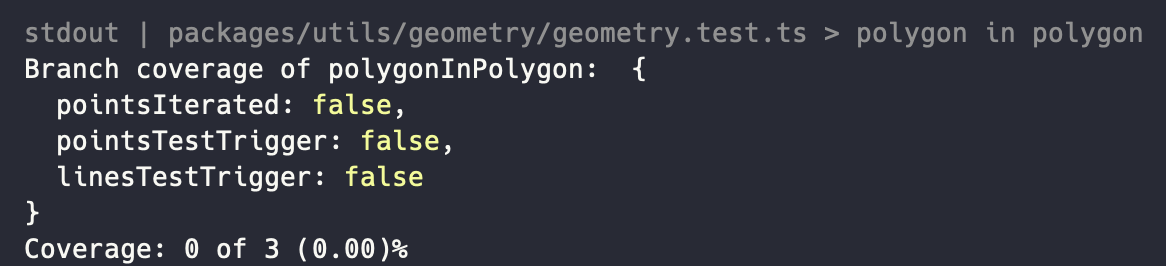 stdout | packages/utils/geometry/geometry.test.ts > polygon in polygon
Branch coverage of polygonInPolygon:  {
  pointsIterated: false,
  pointsTestTrigger: false,
  linesTestTrigger: false
}
Coverage: 0 of 3 (0.00)%